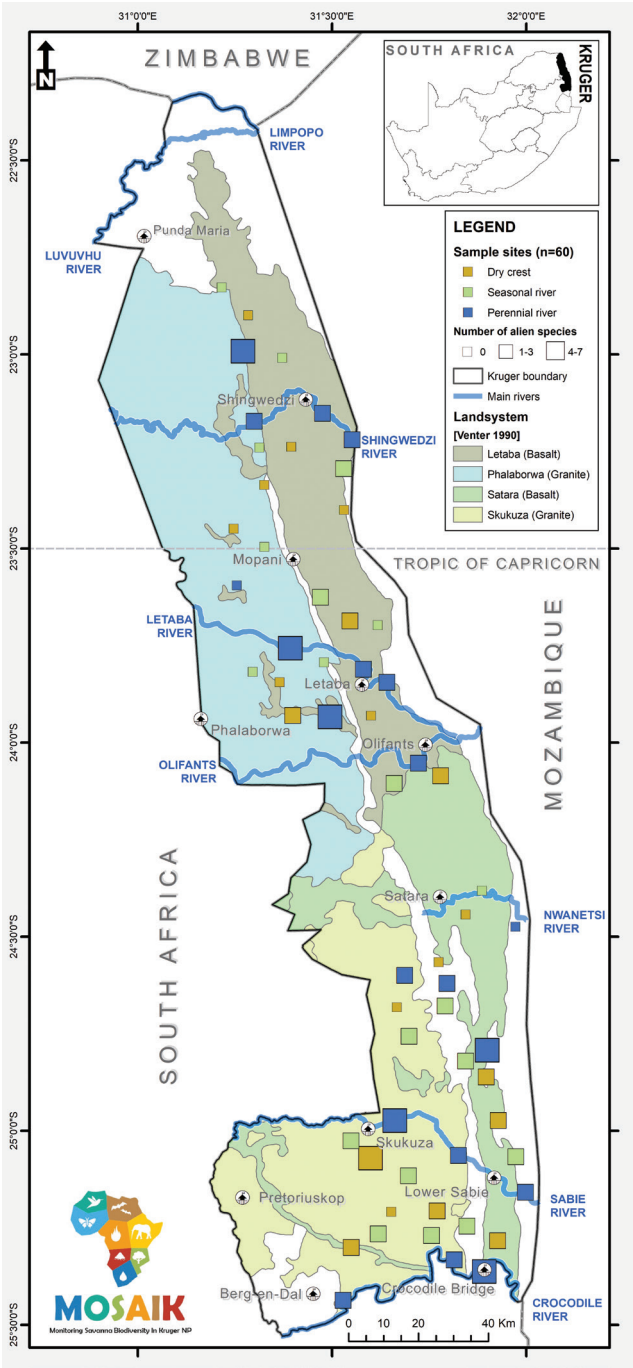 31°0'0"E
31°30'0"E
32°0'0"E
N
ZIMBABWE
SOUTH AFRICA
KRUGER
LIMPOPO
RIVER
22°30'0"S
Punda Maria
LUVUVHU
RIVER
LEGEND
Sample sites (n=60)
Dry crest
Seasonal river
Perennial river
Number of alien species
0
1-3
4-7
Kruger boundary
Main rivers
Landsystem
[Venter 1990]
Letaba (Basalt)
Phalaborwa (Granite)
Satara (Basalt)
Skukuza (Granite)
23°0'0"S
Shingwedzi
SHINGWEDZI
RIVER
23°30'0"S
Mopani
TROPIC OF CAPRICORN
LETABA
RIVER
MOZAMBIQUE
Letaba
Phalaborwa
24°0'0"S
Olifants
OLIFANTS
RIVER
SOUTH AFRICA
Satara
NWANETSI
RIVER
24°30'0"S
25°0'0"S
Skukuza
Pretoriuskop
Lower Sabie
SABIE
RIVER
MOSAIK
Monitoring Savanna Biodiversity In Kruger NP
Berg-en-Dal
Crocodile Bridge
CROCODILE
RIVER
0 10 20 40 Km
25°30'0"S